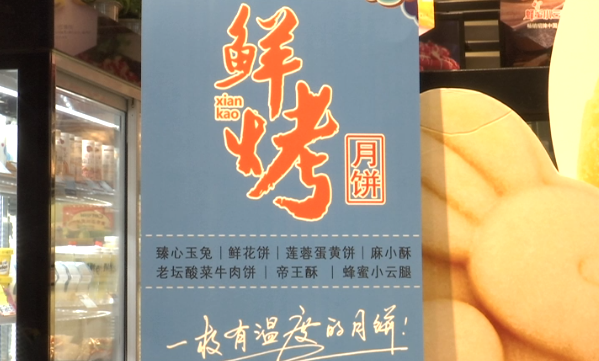 鲜烤
xian
kao
月饼
臻心玉兔｜鲜花饼｜莲蓉蛋黄饼｜麻小酥
老坛酸菜牛肉饼｜帝王酥｜蜂蜜小云腿
一枚有温度的月饼!